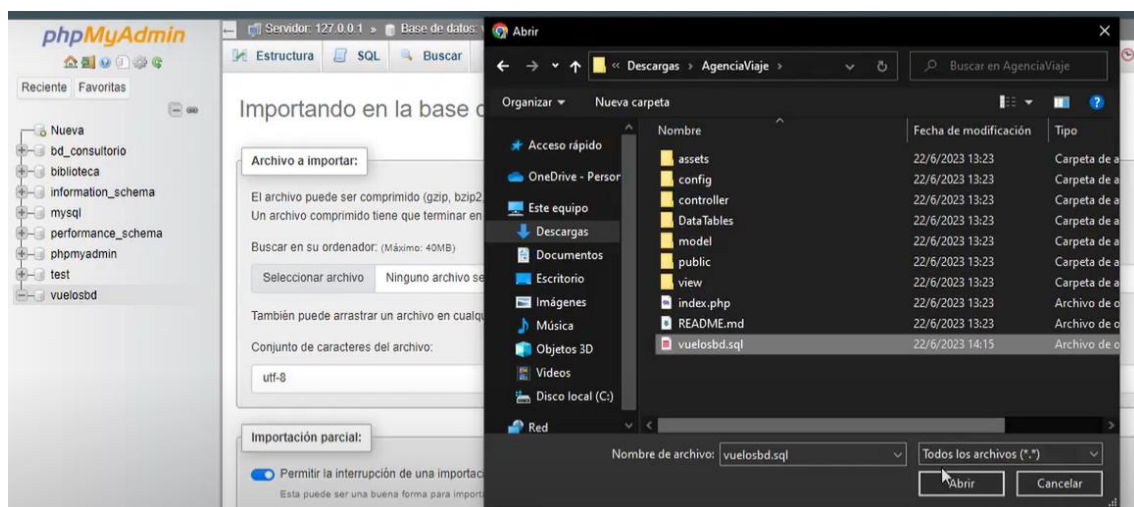 phpMyAdmin
Reciente Favoritas
Nueva
bd_consultorio
biblioteca
information_schema
mysql
performance_schema
phpmyadmin
test
vuelosbd
Servidor: 127.0.0.1 » Base de datos:
Estructura SQL Buscar
Importando en la base
Archivo a importar:
El archivo puede ser comprimido (gzip, bzip2,
Un archivo comprimido tiene que terminar en
Buscar en su ordenador: (Máximo: 40MB)
Seleccionar archivo Ninguno archivo se
También puede arrastrar un archivo en cualqu
Conjunto de caracteres del archivo:
utf-8
Importación parcial:
Permitir la interrupción de una importaci
Esta puede ser una buena forma para import
Abrir
« Descargas › AgenciaViaje ›
Buscar en AgenciaViaje
Organizar Nueva carpeta
Acceso rápido
OneDrive - Person
Este equipo
Descargas
Documentos
Escritorio
Imágenes
Música
Objetos 3D
Videos
Disco local (C:)
Red
Nombre Fecha de modificación Tipo
assets 22/6/2023 13:23 Carpeta de a
config 22/6/2023 13:23 Carpeta de a
controller 22/6/2023 13:23 Carpeta de a
DataTables 22/6/2023 13:23 Carpeta de a
model 22/6/2023 13:23 Carpeta de a
public 22/6/2023 13:23 Carpeta de a
view 22/6/2023 13:23 Carpeta de a
index.php 22/6/2023 13:23 Archivo de o
README.md 22/6/2023 13:23 Archivo de o
vuelosbd.sql 22/6/2023 14:15 Archivo de o
Nombre de archivo: vuelosbd.sql Todos los archivos (*.*)
Abrir Cancelar